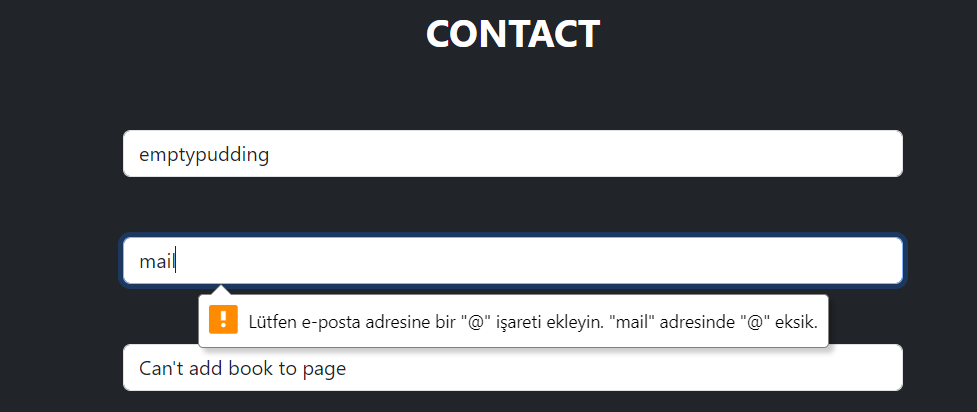 CONTACT
emptypudding
mail
Lütfen e-posta adresine bir "@" işareti ekleyin. "mail" adresinde "@" eksik.
Can't add book to page